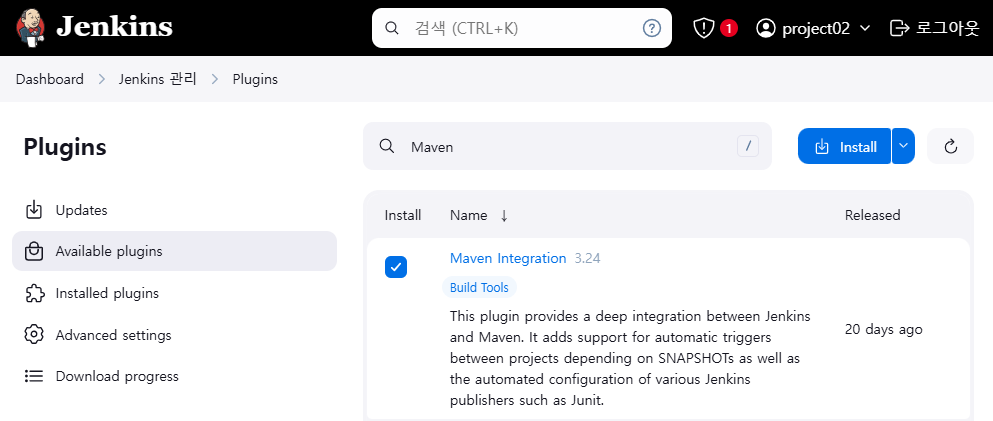 Jenkins
검색 (CTRL+K)
?
1
project02
로그아웃
Dashboard > Jenkins 관리 > Plugins
Plugins
Maven
/
Install
Updates
Available plugins
Installed plugins
Advanced settings
Download progress
Install Name ↓ Released
Maven Integration 3.24
Build Tools
This plugin provides a deep integration between Jenkins
and Maven. It adds support for automatic triggers
between projects depending on SNAPSHOTs as well as
the automated configuration of various Jenkins
publishers such as Junit.
20 days ago